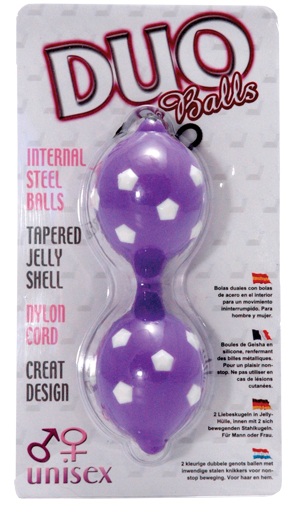 DUO
Balls
INTERNAL
STEEL
BALLS
TAPERED
JELLY
SHELL
NYLON
CORD
CREAT
DESIGN
unisex
Bolas duales con bolas
de acero en el interior
para un movimiento
ininterrumpido. Para
hombre y mujer.
Boules de Geisha en
silicone, renfermant
des billes metalliques.
Pour un plaisir non-
stop. Ne pas utiliser en
cas de lésions
cutanées.
2 Liebeskugeln in Jelly-
Hülle, innen mit 2 sich
bewegenden Stahlkugeln.
Für Mann oder Frau.
2 kleurige dubbele genots ballen met
inwendige stalen knikkers voor non-
stop beweging. Voor haar en hem.